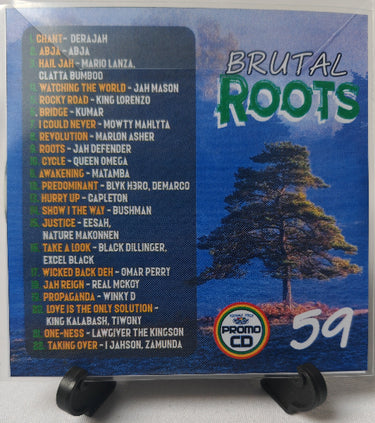 1. CHANT - DERAJAH
2. ABJA - ABJA
3. HAIL JAH - MARIO LANZA,
CLATTA BUMBOO
4. WATCHING THE WORLD - JAH MASON
5. ROCKY ROAD - KING LORENZO
6. BRIDGE - KUMAR
7. I COULD NEVER - MOWTY MAHLYTA
8. REVOLUTION - MARLON ASHER
9. ROOTS - JAH DEFENDER
10. CYCLE - QUEEN OMEGA
11. AWAKENING - MATAMBA
12. PREDOMINANT - BLYK H3RO, DEMARCO
13. HURRY UP - CAPLETON
14. SHOW I THE WAY - BUSHMAN
15. JUSTICE - EESAH,
NATURE MAKONNEN
16. TAKE A LOOK - BLACK DILLINGER,
EXCEL BLACK
17. WICKED BACK DEH - OMAR PERRY
18. JAH REIGN - REAL MCKOY
19. PROPAGANDA - WINKY D
20. LOVE IS THE ONLY SOLUTION -
KING KALABASH, TIWONY
21. ONE-NESS - LAWGIVER THE KINGSON
22. TAKING OVER - I JAHSON, ZAMUNDA
BRUTAL
ROOTS
PROMO
CD
59